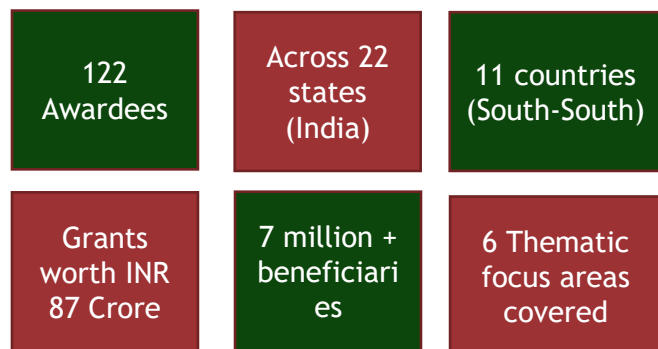 122
Awardees
Across 22
states
(India)
11 countries
(South-South)
Grants
worth INR
87 Crore
7 million +
beneficiari
es
6 Thematic
focus areas
covered